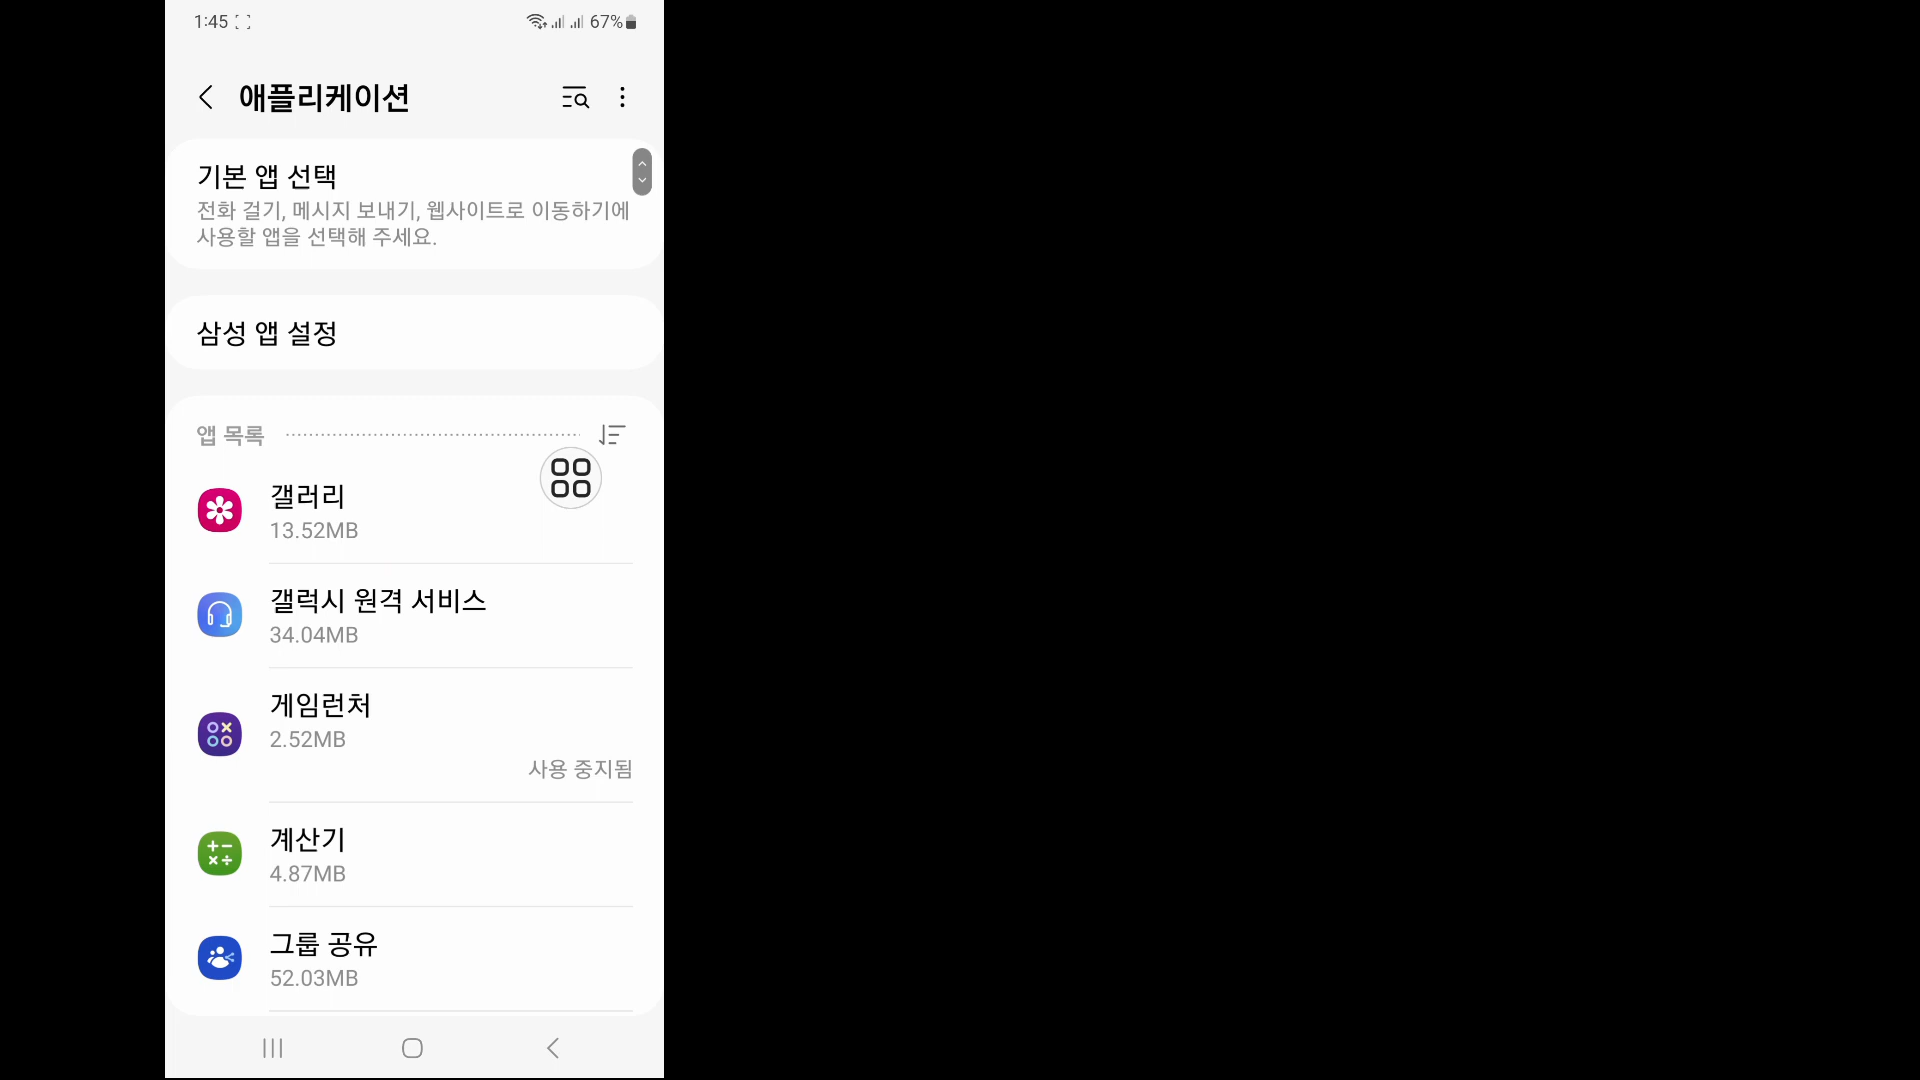 1:45
67%
애플리케이션
기본 앱 선택
전화 걸기, 메시지 보내기, 웹사이트로 이동하기에
사용할 앱을 선택해 주세요.
삼성 앱 설정
앱 목록
갤러리
13.52MB
갤럭시 원격 서비스
34.04MB
게임런처
2.52MB
사용 중지됨
계산기
4.87MB
그룹 공유
52.03MB